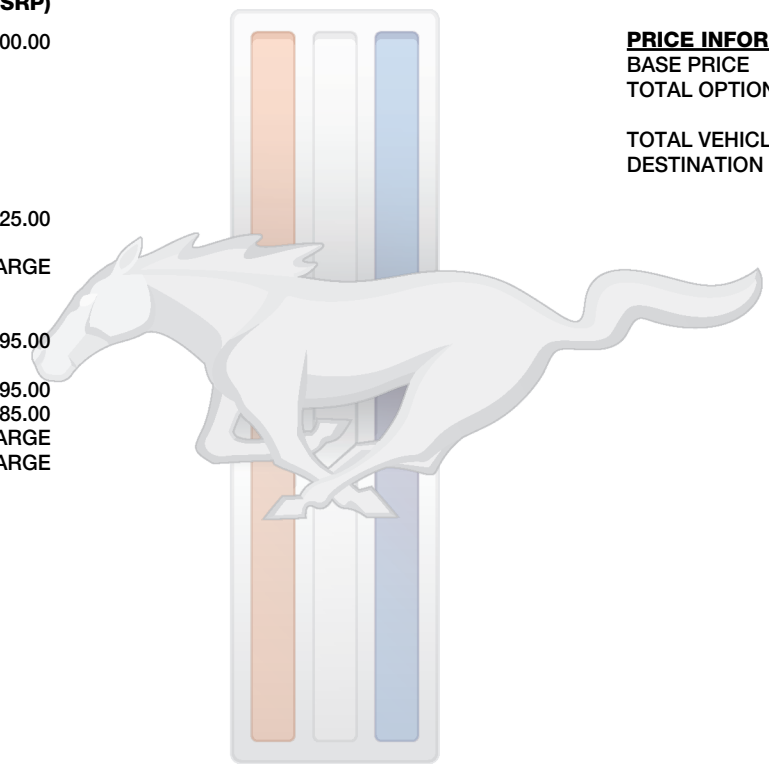 SRP)
00.00
25.00
ARGE
95.00
95.00
85.00
ARGE
ARGE
PRICE INFOR
BASE PRICE
TOTAL OPTION
TOTAL VEHICL
DESTINATION